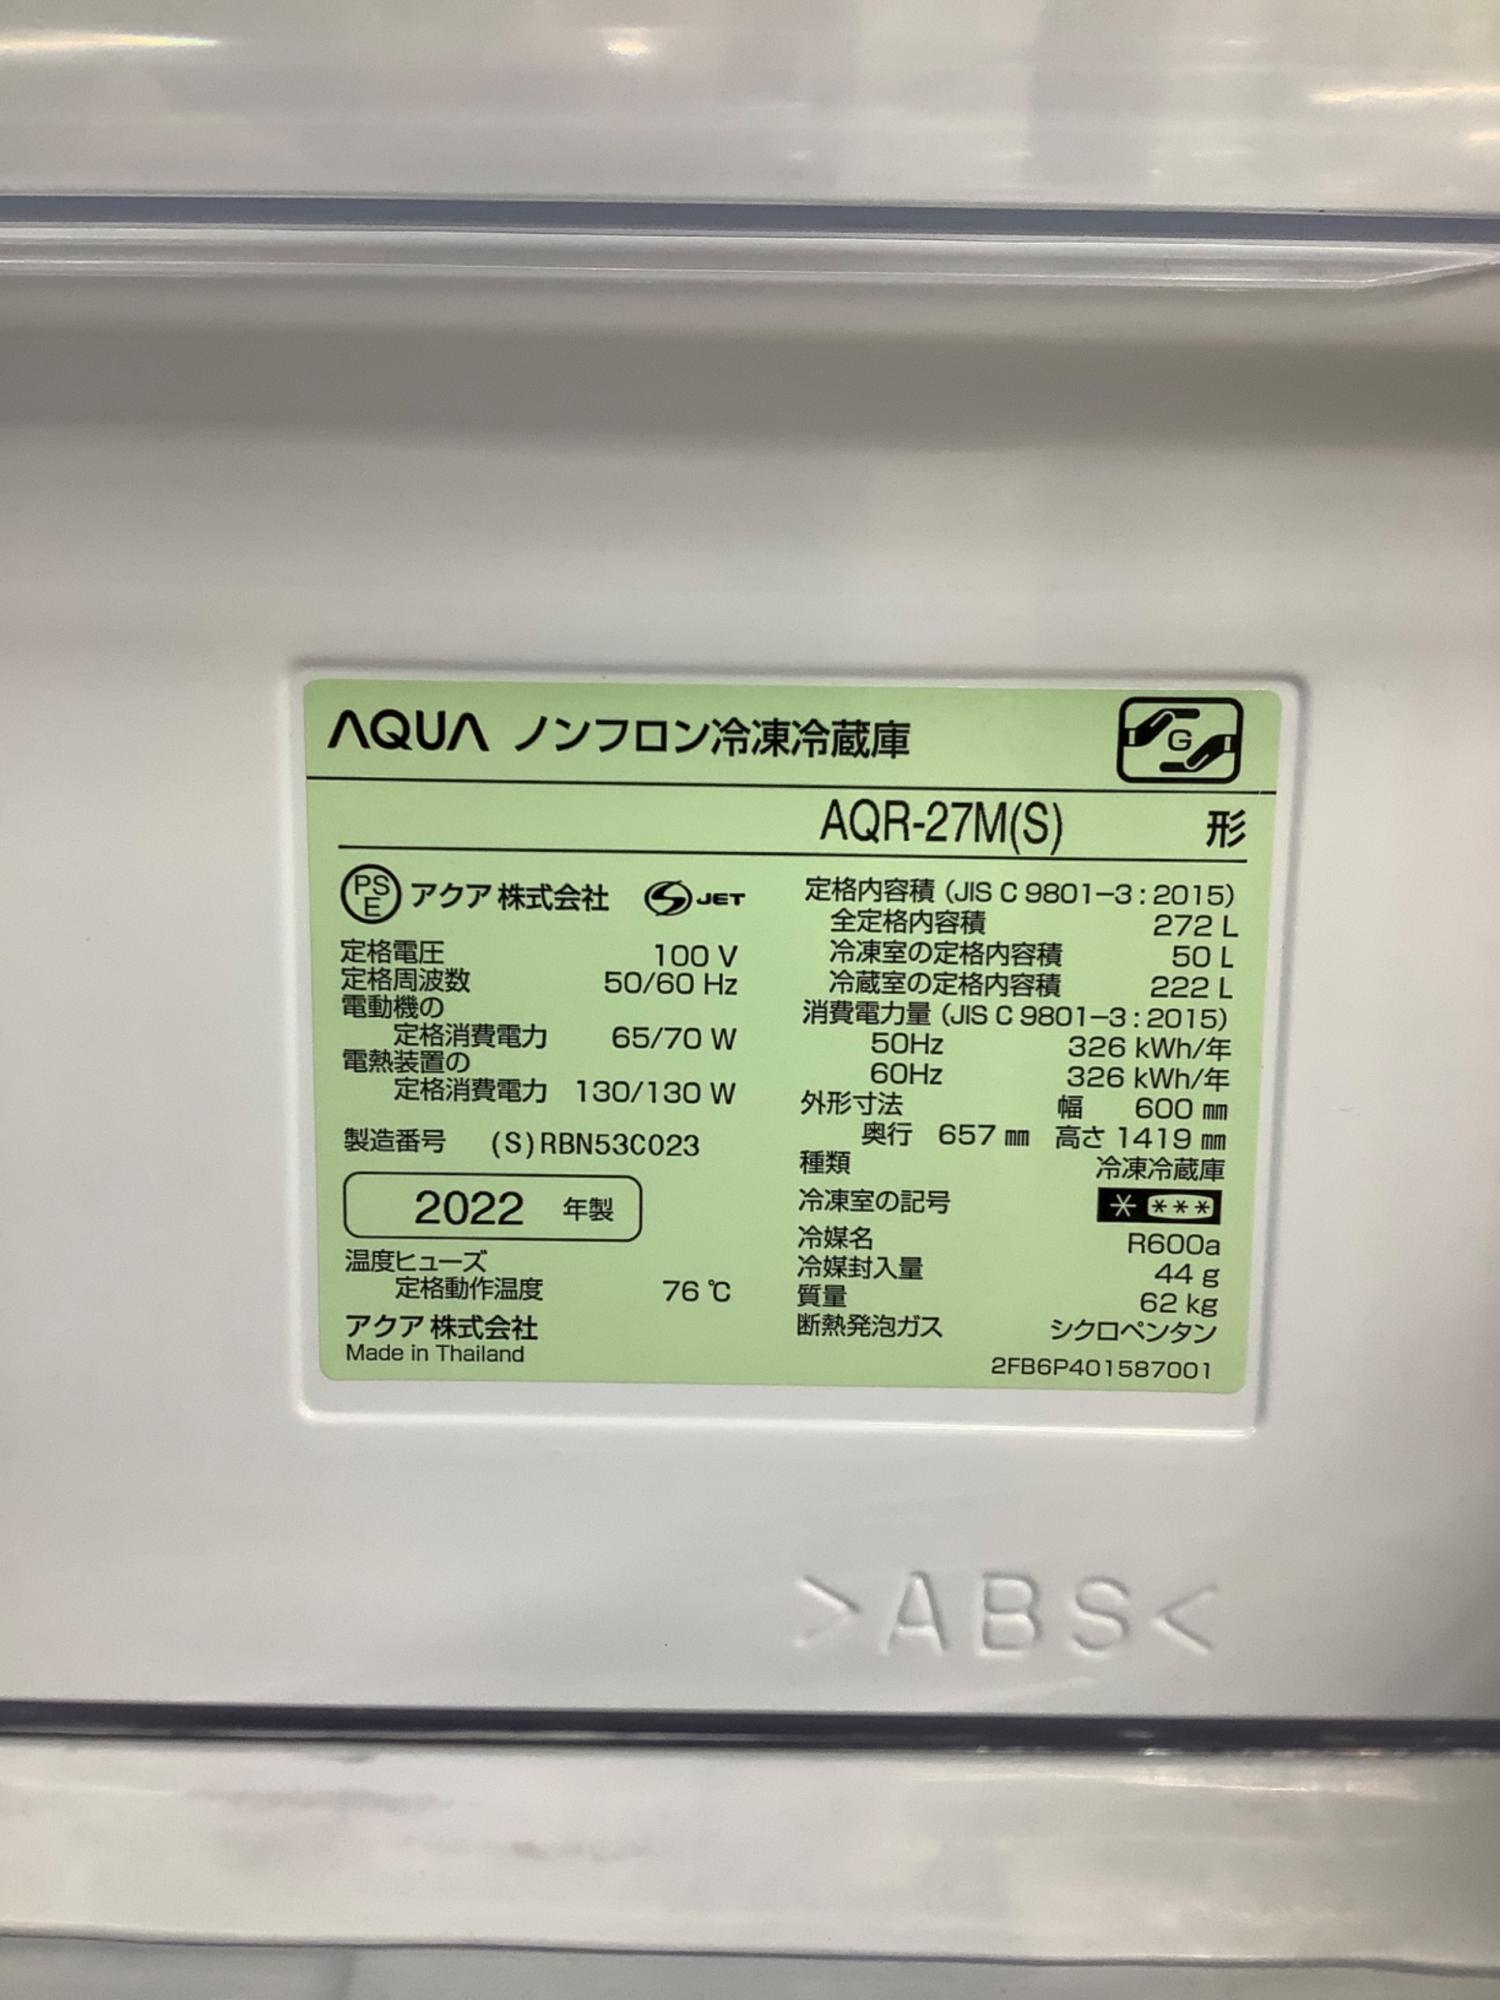 AQUA ノンフロン冷凍冷蔵庫
G
AQR-27M(S) 形
PSE アクア 株式会社 S JET
定格電圧 100 V
定格周波数 50/60 Hz
電動機の
定格消費電力 65/70 W
電熱装置の
定格消費電力 130/130 W
製造番号 (S)RBN53C023
2022 年製
温度ヒューズ
定格動作温度 76 ℃
アクア 株式会社
Made in Thailand
定格内容積 (JIS C 9801-3 : 2015)
全定格内容積 272 L
冷凍室の定格内容積 50 L
冷蔵室の定格内容積 222 L
消費電力量 (JIS C 9801-3 : 2015)
50Hz 326 kWh/年
60Hz 326 kWh/年
外形寸法 幅 600 ㎜
奥行 657 ㎜ 高さ 1419 ㎜
種類 冷凍冷蔵庫
冷凍室の記号 * ***
冷媒名 R600a
冷媒封入量 44 g
質量 62 kg
断熱発泡ガス シクロペンタン
2FB6P401587001
>ABS<